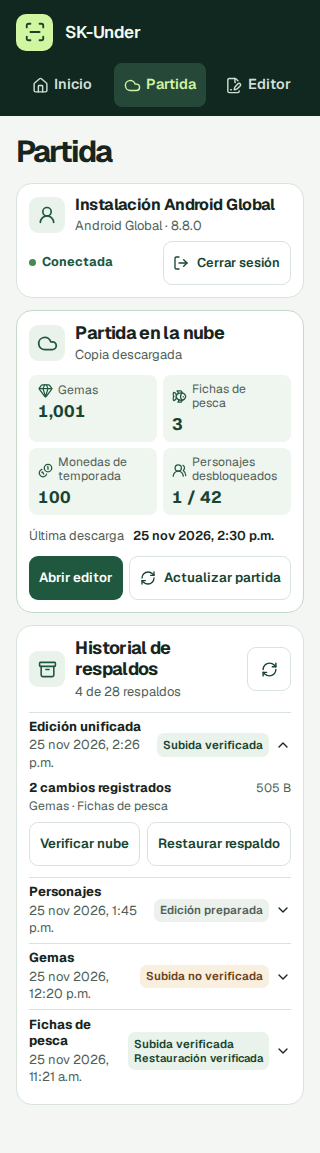 SK-Under
Inicio
Partida
Editor
Partida
Instalación Android Global
Android Global · 8.8.0
Conectada
Cerrar sesión
Partida en la nube
Copia descargada
Gemas
1,001
Fichas de
pesca
3
Monedas de
temporada
100
Personajes
desbloqueados
1 / 42
Última descarga 25 nov 2026, 2:30 p.m.
Abrir editor
Actualizar partida
Historial de
respaldos
4 de 28 respaldos
Edición unificada
25 nov 2026, 2:26
p.m.
Subida verificada
2 cambios registrados
505 B
Gemas · Fichas de pesca
Verificar nube
Restaurar respaldo
Personajes
25 nov 2026, 1:45
p.m.
Edición preparada
Gemas
25 nov 2026,
12:20 p.m.
Subida no verificada
Fichas de
pesca
25 nov 2026,
11:21 a.m.
Subida verificada
Restauración verificada